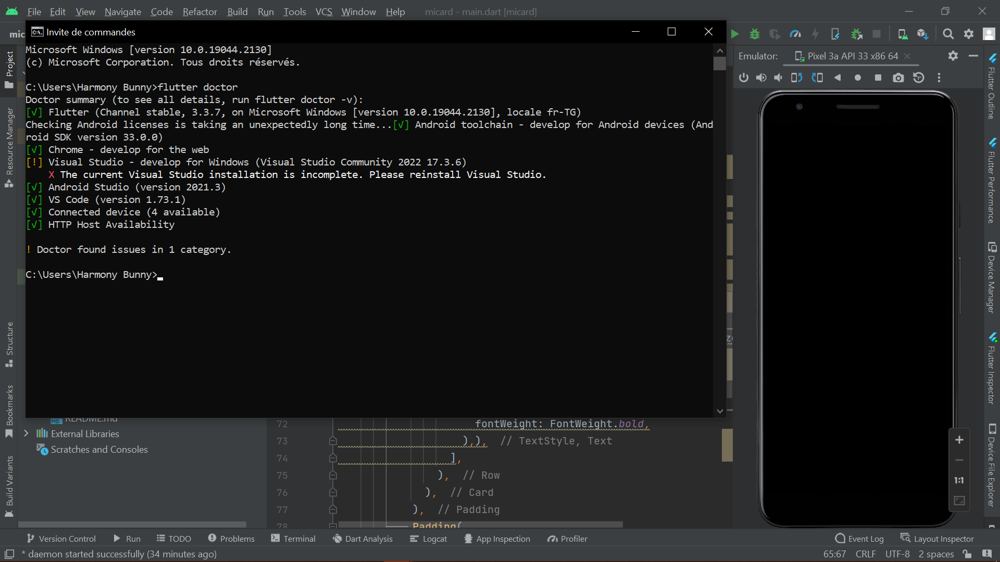 File Edit View Navigate Code Refactor Build Run Tools VCS Window Help micard - main.dart [micard]
mic
Invite de commandes
Microsoft Windows [version 10.0.19044.2130]
(c) Microsoft Corporation. Tous droits réservés.
C:\Users\Harmony Bunny>flutter doctor
Doctor summary (to see all details, run flutter doctor -v):
[√] Flutter (Channel stable, 3.3.7, on Microsoft Windows [version 10.0.19044.2130], locale fr-TG)
Checking Android licenses is taking an unexpectedly long time...[√] Android toolchain - develop for Android devices (And
roid SDK version 33.0.0)
[√] Chrome - develop for the web
[!] Visual Studio - develop for Windows (Visual Studio Community 2022 17.3.6)
X The current Visual Studio installation is incomplete. Please reinstall Visual Studio.
[√] Android Studio (version 2021.3)
[√] VS Code (version 1.73.1)
[√] Connected device (4 available)
[√] HTTP Host Availability
! Doctor found issues in 1 category.
C:\Users\Harmony Bunny>
Emulator: Pixel 3a API 33 x86 64
Project
Resource Manager
Structure
Bookmarks
Build Variants
README.md
External Libraries
Scratches and Consoles
72 fontWeight: FontWeight.bold,
73 ),), // TextStyle, Text
74 ],
75 ), // Row
76 ), // Card
77 ), // Padding
78 Padding(
1:1
Flutter Outline
Flutter Performance
Device Manager
Flutter Inspector
Device File Explorer
Version Control Run TODO Problems Terminal Dart Analysis Logcat App Inspection Profiler Event Log Layout Inspector
* daemon started successfully (34 minutes ago) 65:67 CRLF UTF-8 2 spaces